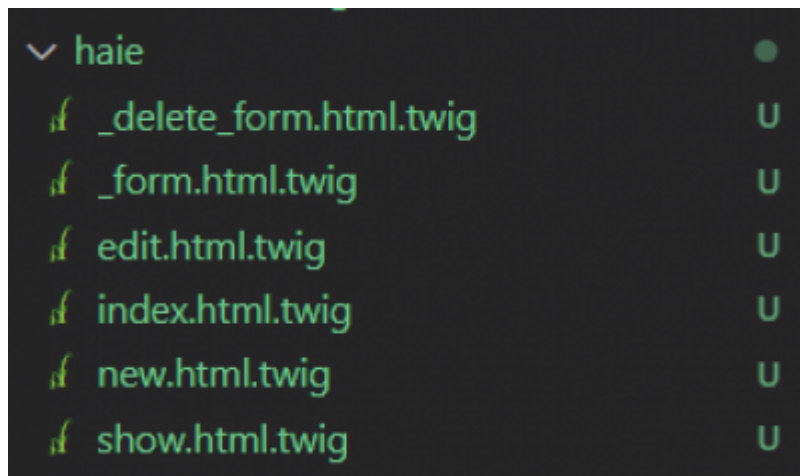 haie
_delete_form.html.twig U
_form.html.twig U
edit.html.twig U
index.html.twig U
new.html.twig U
show.html.twig U